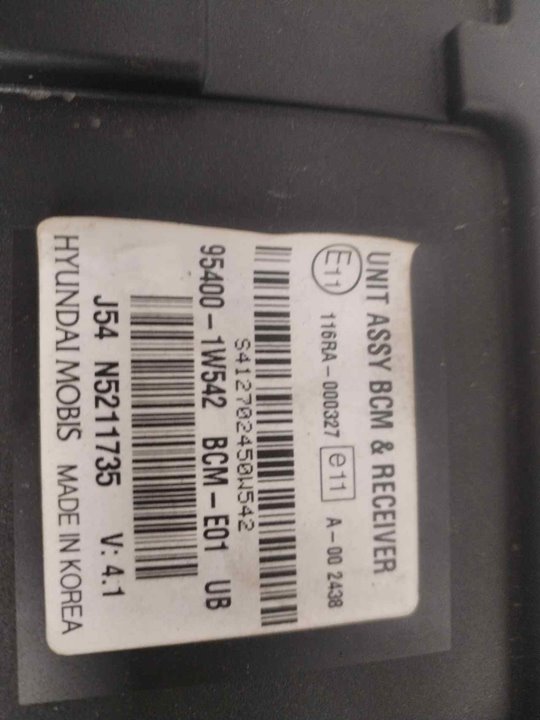 UNIT ASSY BCM & RECEIVER
E11 116RA-000327 e11 A-00 2438
S412702450W542
95400-1W542 BCM-E01 UB
J54 N5211735 V: 4.1
HYUNDAI MOBIS MADE IN KOREA